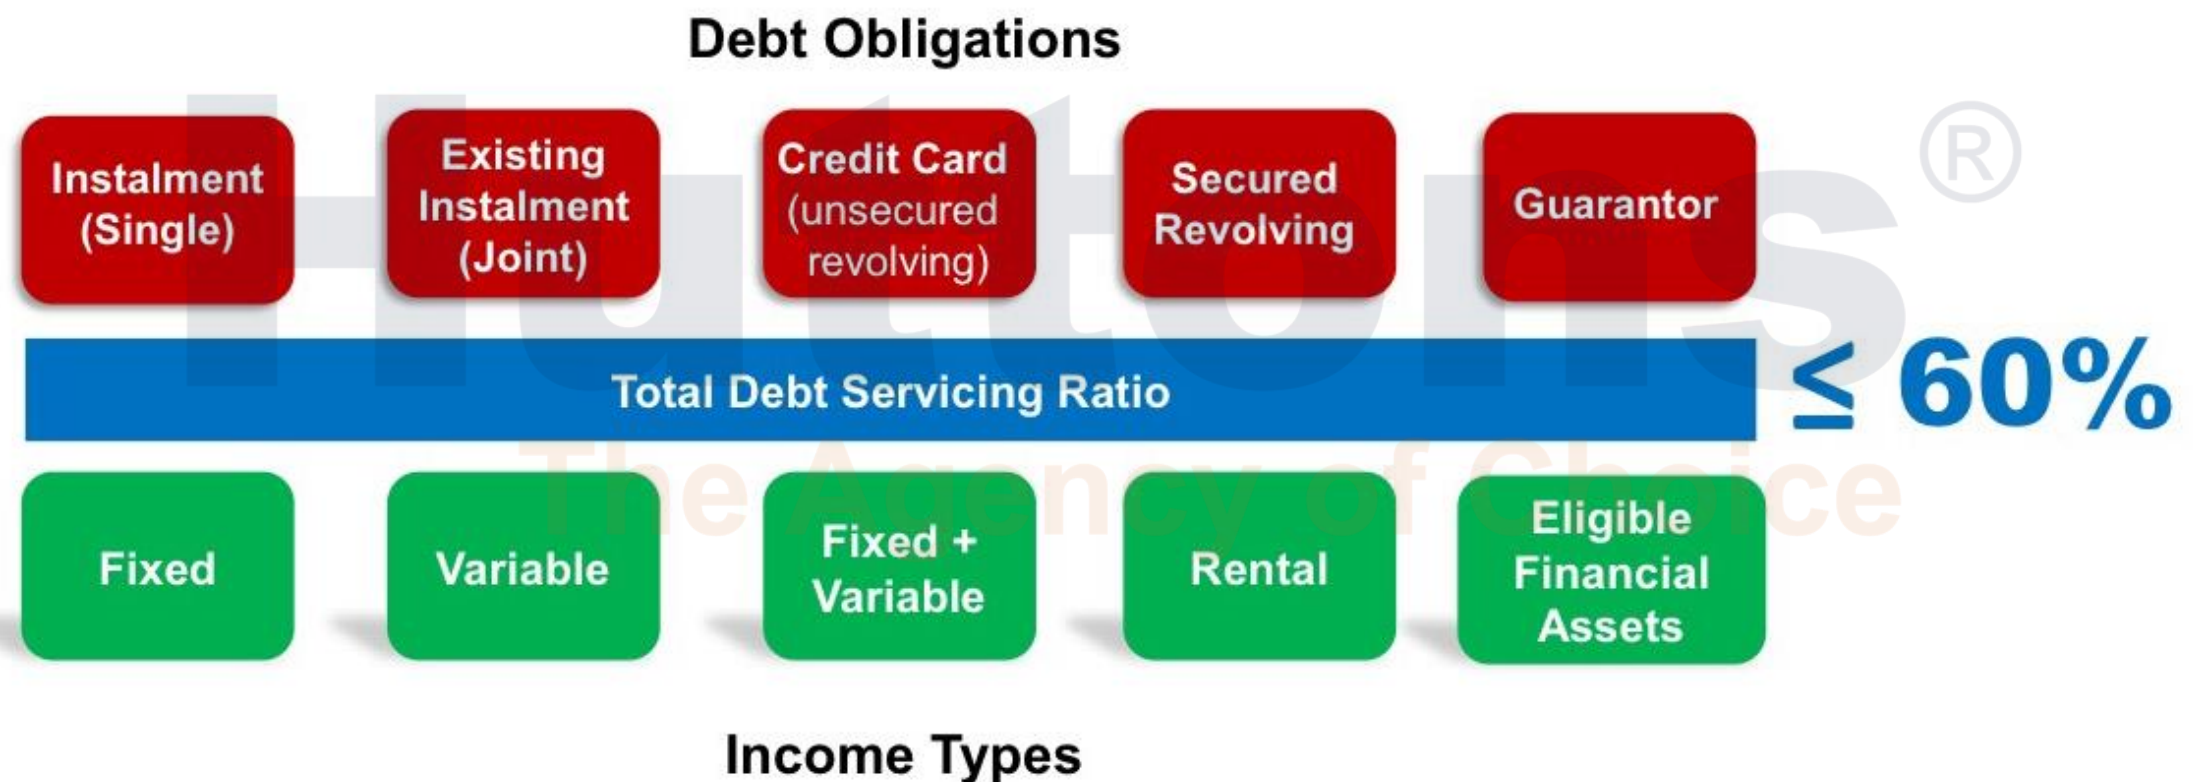 Debt Obligations
Instalment
(Single)
Existing
Instalment
(Joint)
Credit Card
(unsecured
revolving)
Secured
Revolving
Guarantor
Huttons®
Total Debt Servicing Ratio
≤ 60%
The Agency of Choice
Fixed
Variable
Fixed +
Variable
Rental
Eligible
Financial
Assets
Income Types